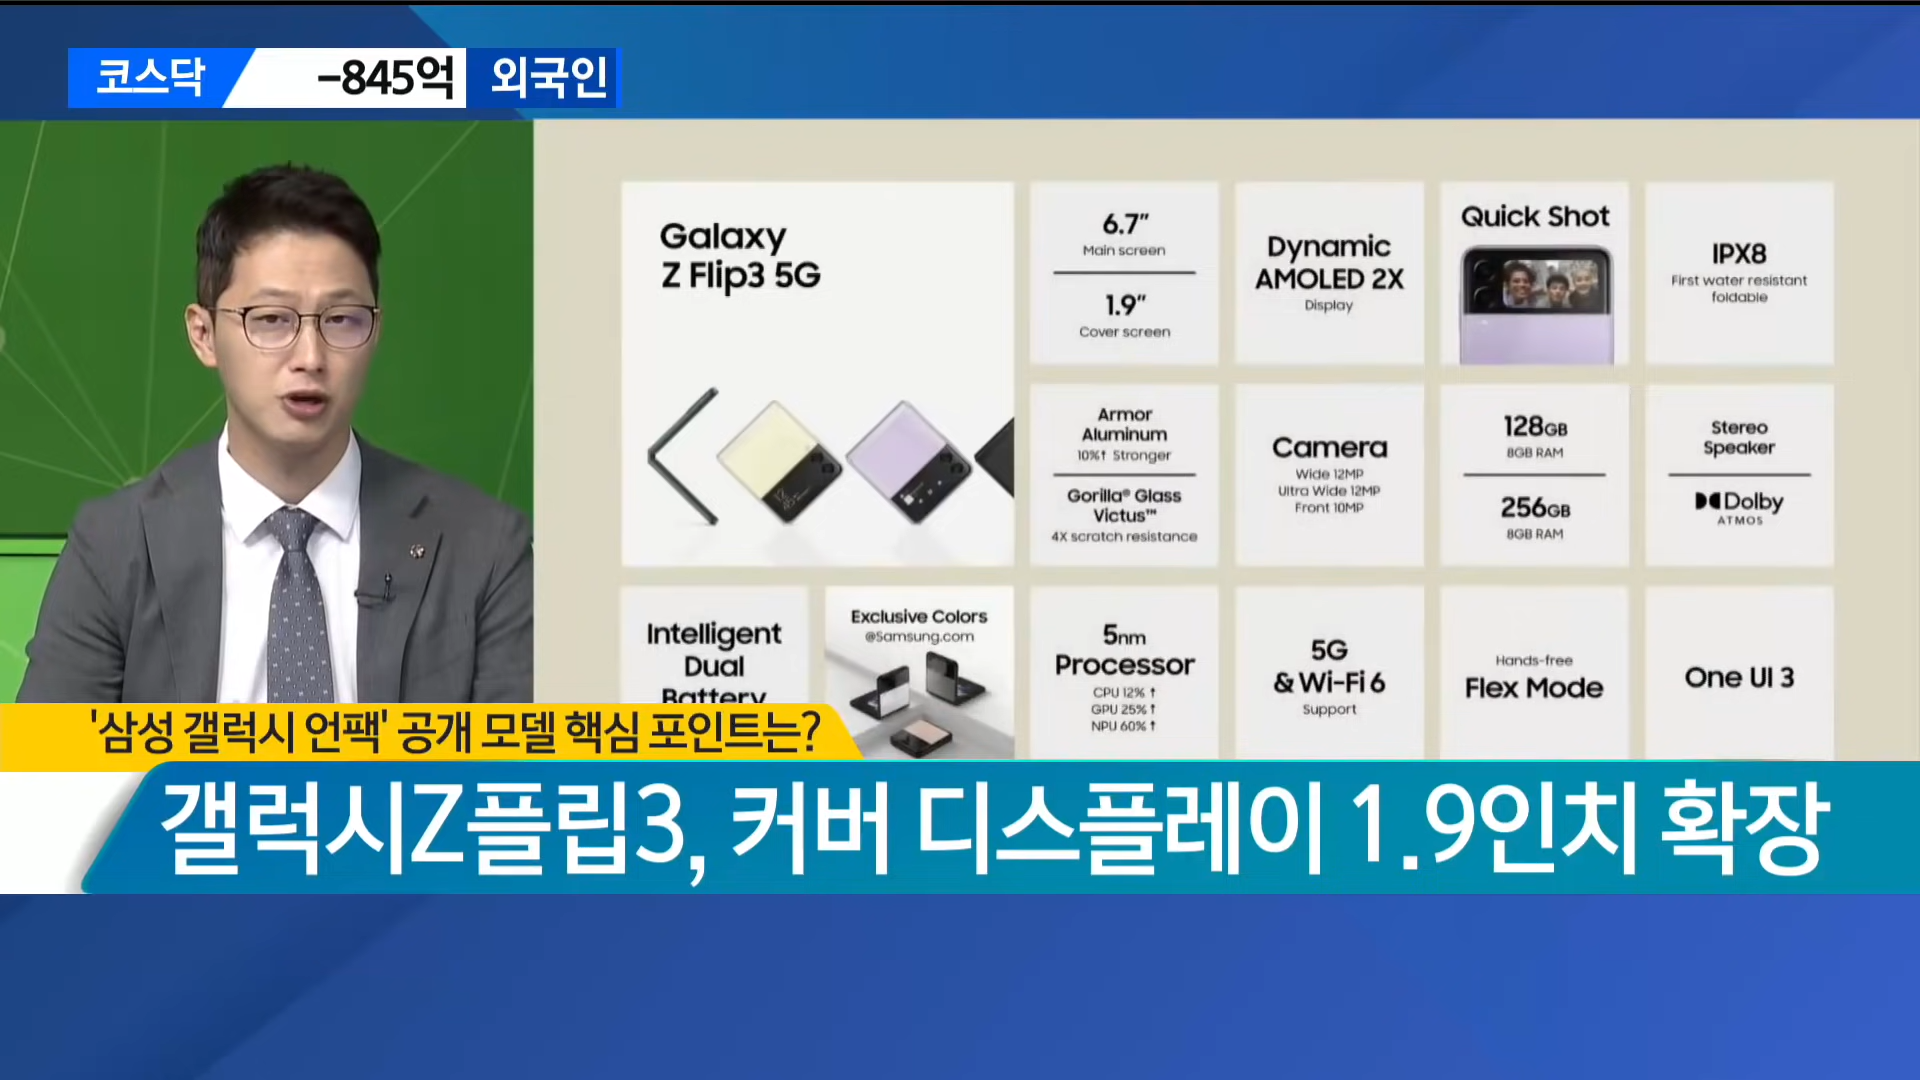 코스닥 -845억 외국인
Galaxy
Z Flip3 5G
6.7"
Main screen
1.9"
Cover screen
Dynamic
AMOLED 2X
Display
Quick Shot
IPX8
First water resistant
foldable
Armor
Aluminum
10%↑ Stronger
Gorilla® Glass
Victus™
4X scratch resistance
Camera
Wide 12MP
Ultra Wide 12MP
Front 10MP
128GB
8GB RAM
256GB
8GB RAM
Stereo
Speaker
Dolby
ATMOS
Intelligent
Dual
Battery
Exclusive Colors
@Samsung.com
5nm
Processor
CPU 12% ↑
GPU 25% ↑
NPU 60% ↑
5G
& Wi-Fi 6
Support
Hands-free
Flex Mode
One UI 3
'삼성 갤럭시 언팩' 공개 모델 핵심 포인트는?
갤럭시Z플립3, 커버 디스플레이 1.9인치 확장